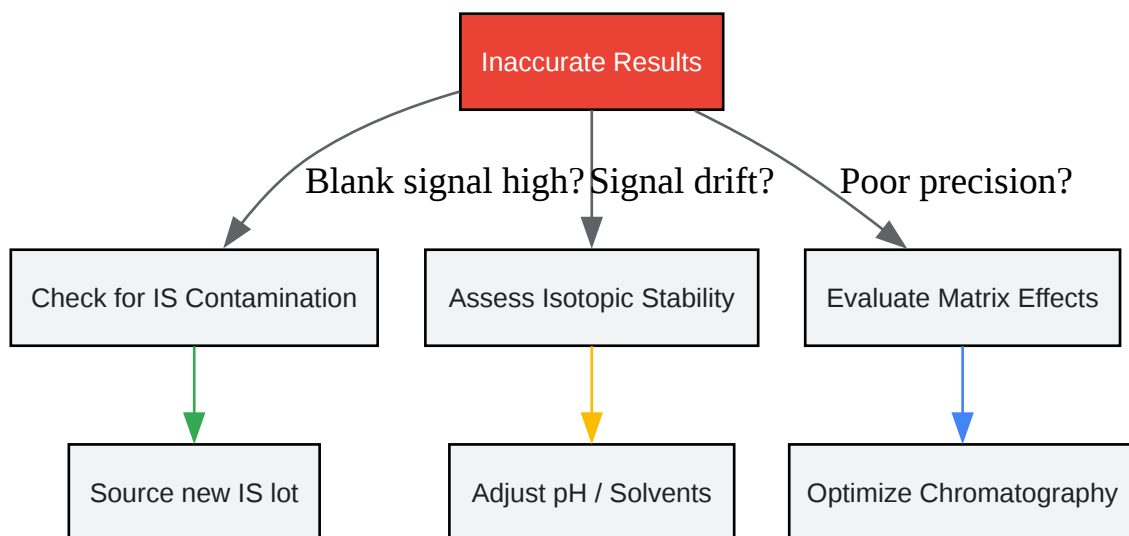 Inaccurate Results
Blank signal high?
Signal drift?
Poor precision?
Check for IS Contamination
Assess Isotopic Stability
Evaluate Matrix Effects
Source new IS lot
Adjust pH / Solvents
Optimize Chromatography